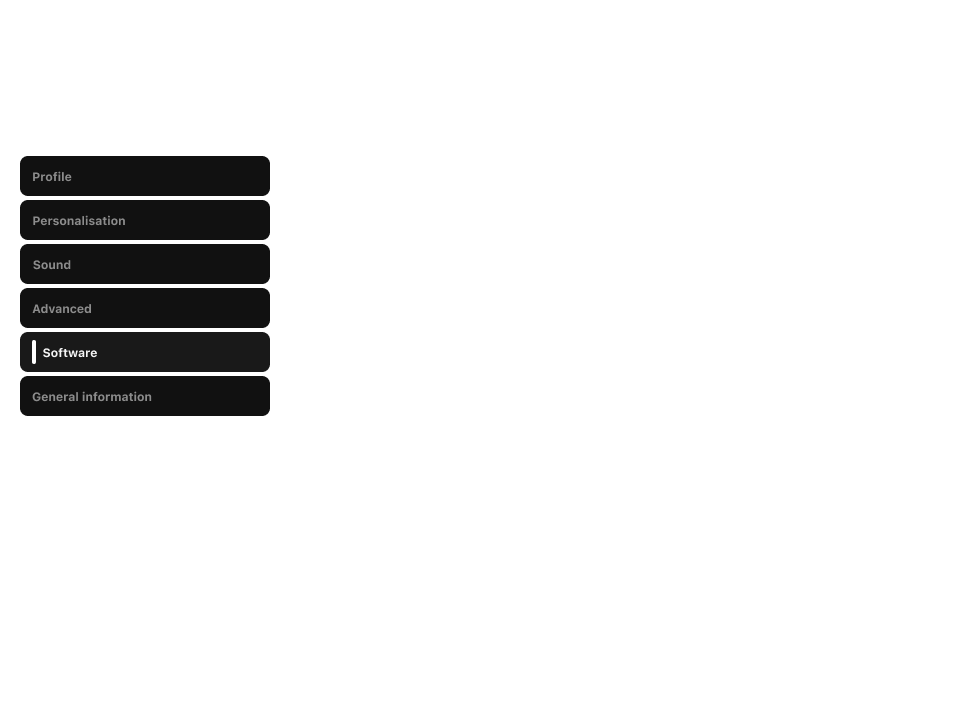 Profile
Personalisation
Sound
Advanced
Software
General information